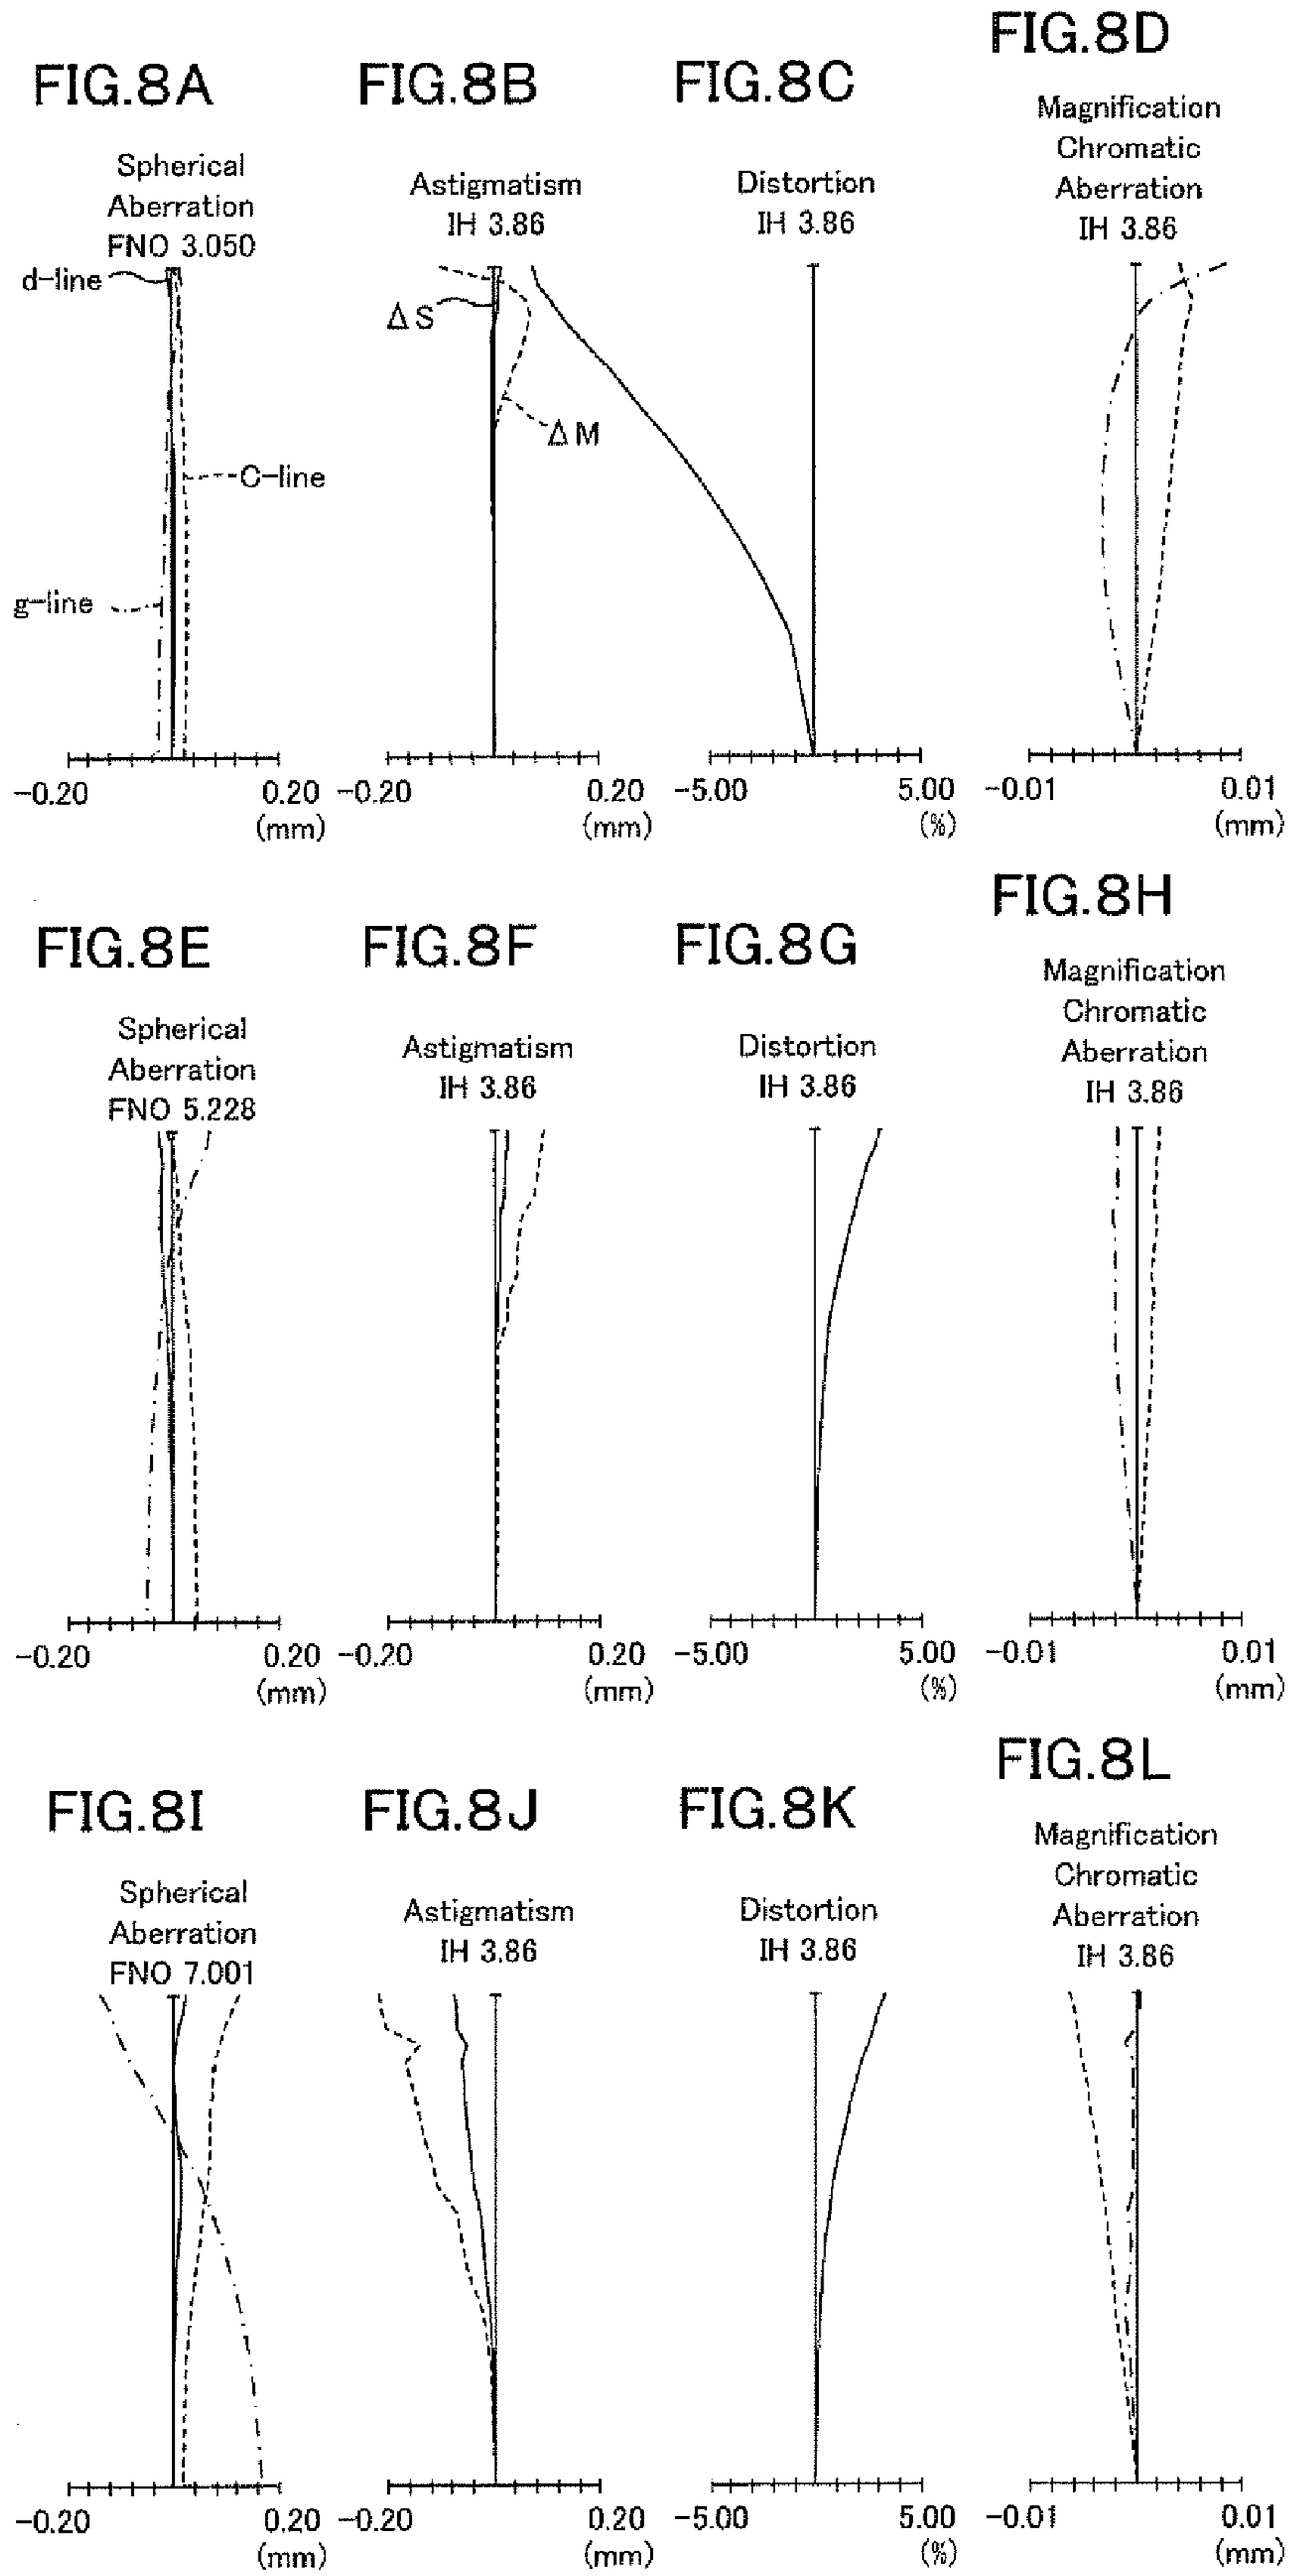 FIG.8A
Spherical
Aberration
FNO 3.050
d-line
C-line
g-line
-0.20
0.20
(mm)
FIG.8B
Astigmatism
IH 3.86
ΔS
ΔM
-0.20
0.20
(mm)
FIG.8C
Distortion
IH 3.86
-5.00
5.00
(%)
FIG.8D
Magnification
Chromatic
Aberration
IH 3.86
-0.01
0.01
(mm)
FIG.8E
Spherical
Aberration
FNO 5.228
-0.20
0.20
(mm)
FIG.8F
Astigmatism
IH 3.86
-0.20
0.20
(mm)
FIG.8G
Distortion
IH 3.86
-5.00
5.00
(%)
FIG.8H
Magnification
Chromatic
Aberration
IH 3.86
-0.01
0.01
(mm)
FIG.8I
Spherical
Aberration
FNO 7.001
-0.20
0.20
(mm)
FIG.8J
Astigmatism
IH 3.86
-0.20
0.20
(mm)
FIG.8K
Distortion
IH 3.86
-5.00
5.00
(%)
FIG.8L
Magnification
Chromatic
Aberration
IH 3.86
-0.01
0.01
(mm)